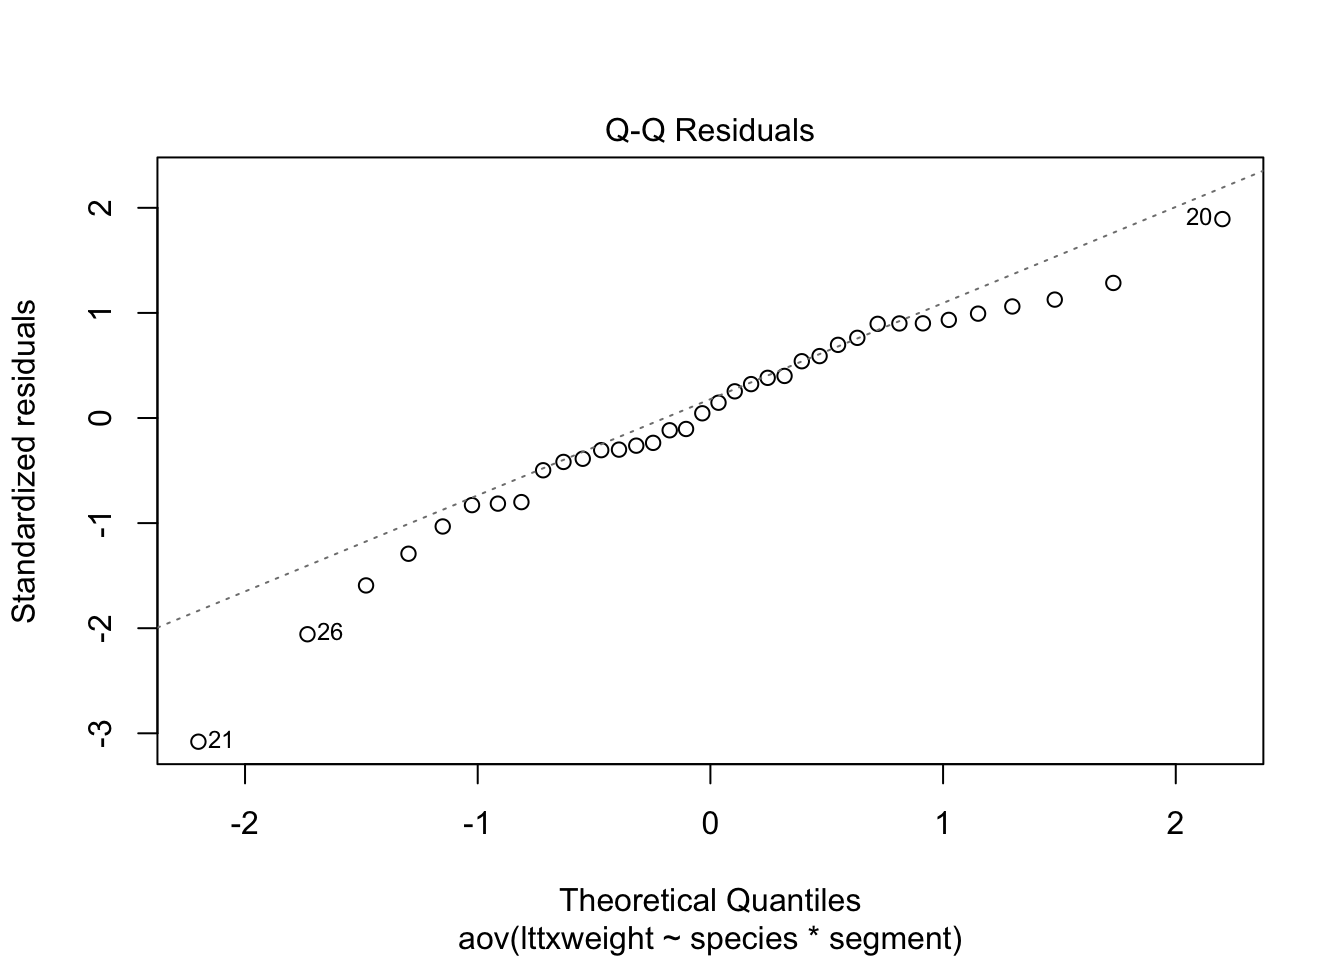 Q-Q Residuals
Standardized residuals
2
1
0
-1
-2
-3
20
26
21
-2 -1 0 1 2
Theoretical Quantiles
aov(lttxweight ~ species * segment)